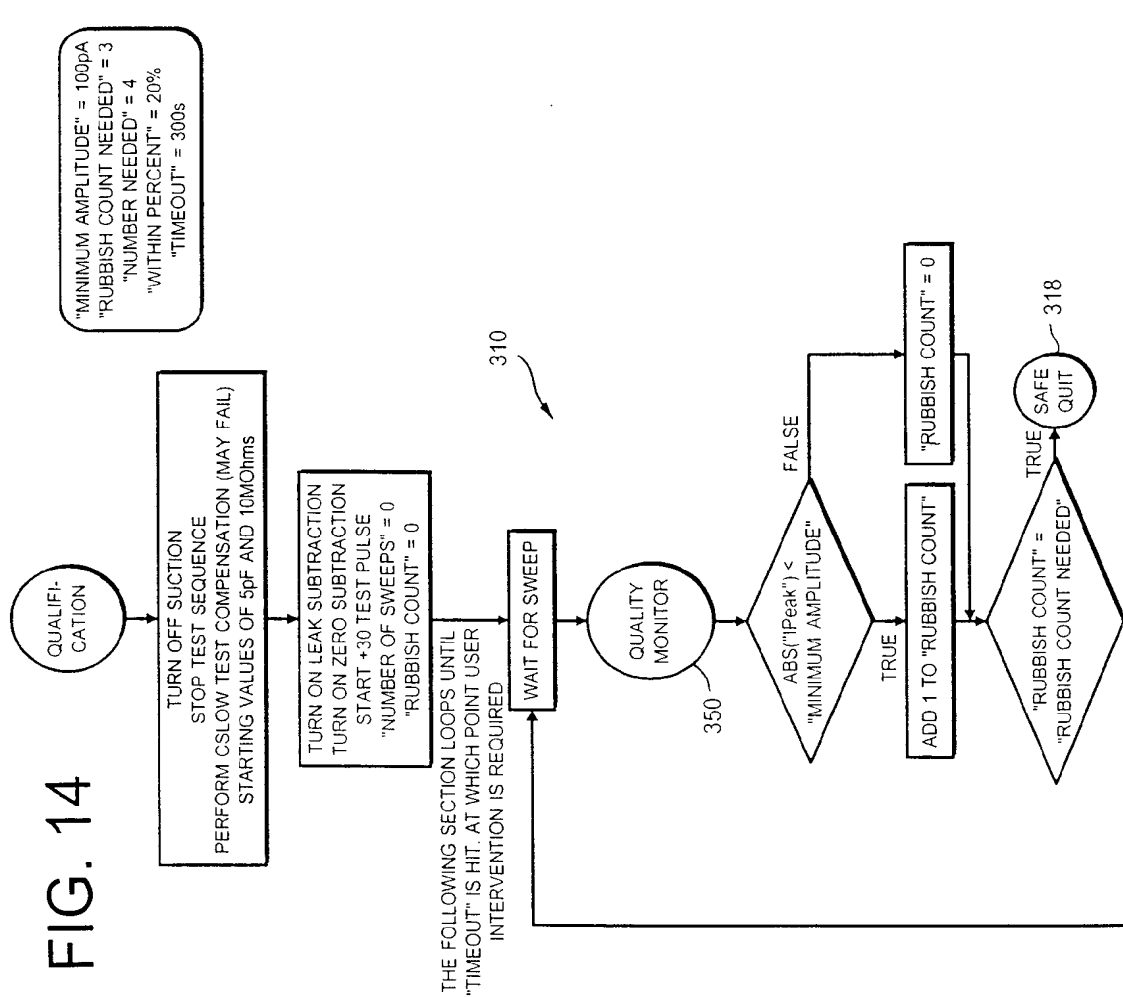 FIG. 14
"MINIMUM AMPLITUDE" = 100pA
"RUBBISH COUNT NEEDED" = 3
"NUMBER NEEDED" = 4
"WITHIN PERCENT" = 20%
"TIMEOUT" = 300s
QUALIFI-
CATION
TURN OFF SUCTION
STOP TEST SEQUENCE
PERFORM CSLOW TEST COMPENSATION (MAY FAIL)
STARTING VALUES OF 5pF AND 10MOhms
TURN ON LEAK SUBTRACTION
TURN ON ZERO SUBTRACTION
START +30 TEST PULSE
"NUMBER OF SWEEPS" = 0
"RUBBISH COUNT" = 0
THE FOLLOWING SECTION LOOPS UNTIL
"TIMEOUT" IS HIT. AT WHICH POINT USER
INTERVENTION IS REQUIRED
310
WAIT FOR SWEEP
QUALITY
MONITOR
350
ABS("IPeak") <
"MINIMUM AMPLITUDE"
FALSE
TRUE
ADD 1 TO "RUBBISH COUNT"
"RUBBISH COUNT" = 0
"RUBBISH COUNT" =
"RUBBISH COUNT NEEDED"
TRUE
SAFE
QUIT
318